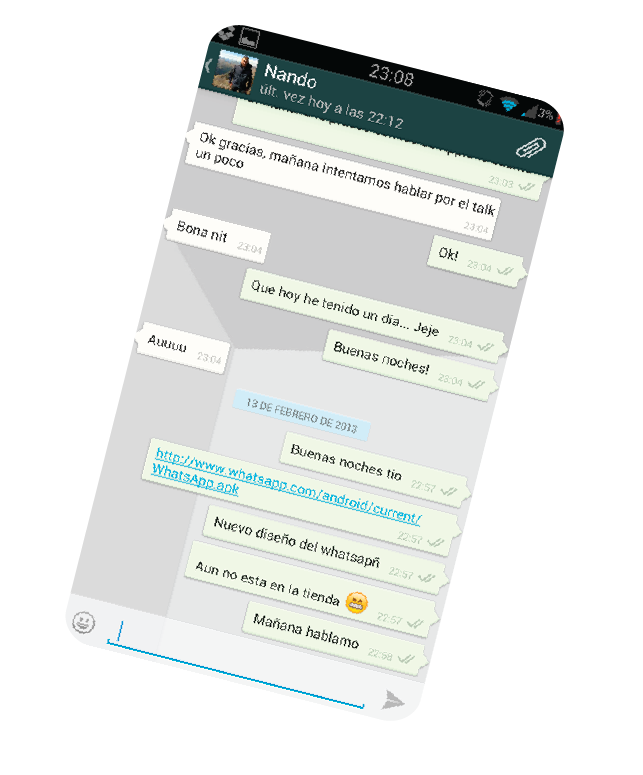 23:08
3%
Nando
últ. vez hoy a las 22:12
23:03
Ok gracias, mañana intentamos hablar por el talk
un poco
23:04
Bona nit
23:04
Ok!
23:04
Que hoy he tenido un dia... Jeje
23:04
Buenas noches!
23:04
Auuuu
23:04
13 DE FEBRERO DE 2013
Buenas noches tio
22:57
http://www.whatsapp.com/android/current/
WhatsApp.apk
22:57
Nuevo diseño del whatsapñ
22:57
Aun no esta en la tienda 😁
22:57
Mañana hablamo
22:58